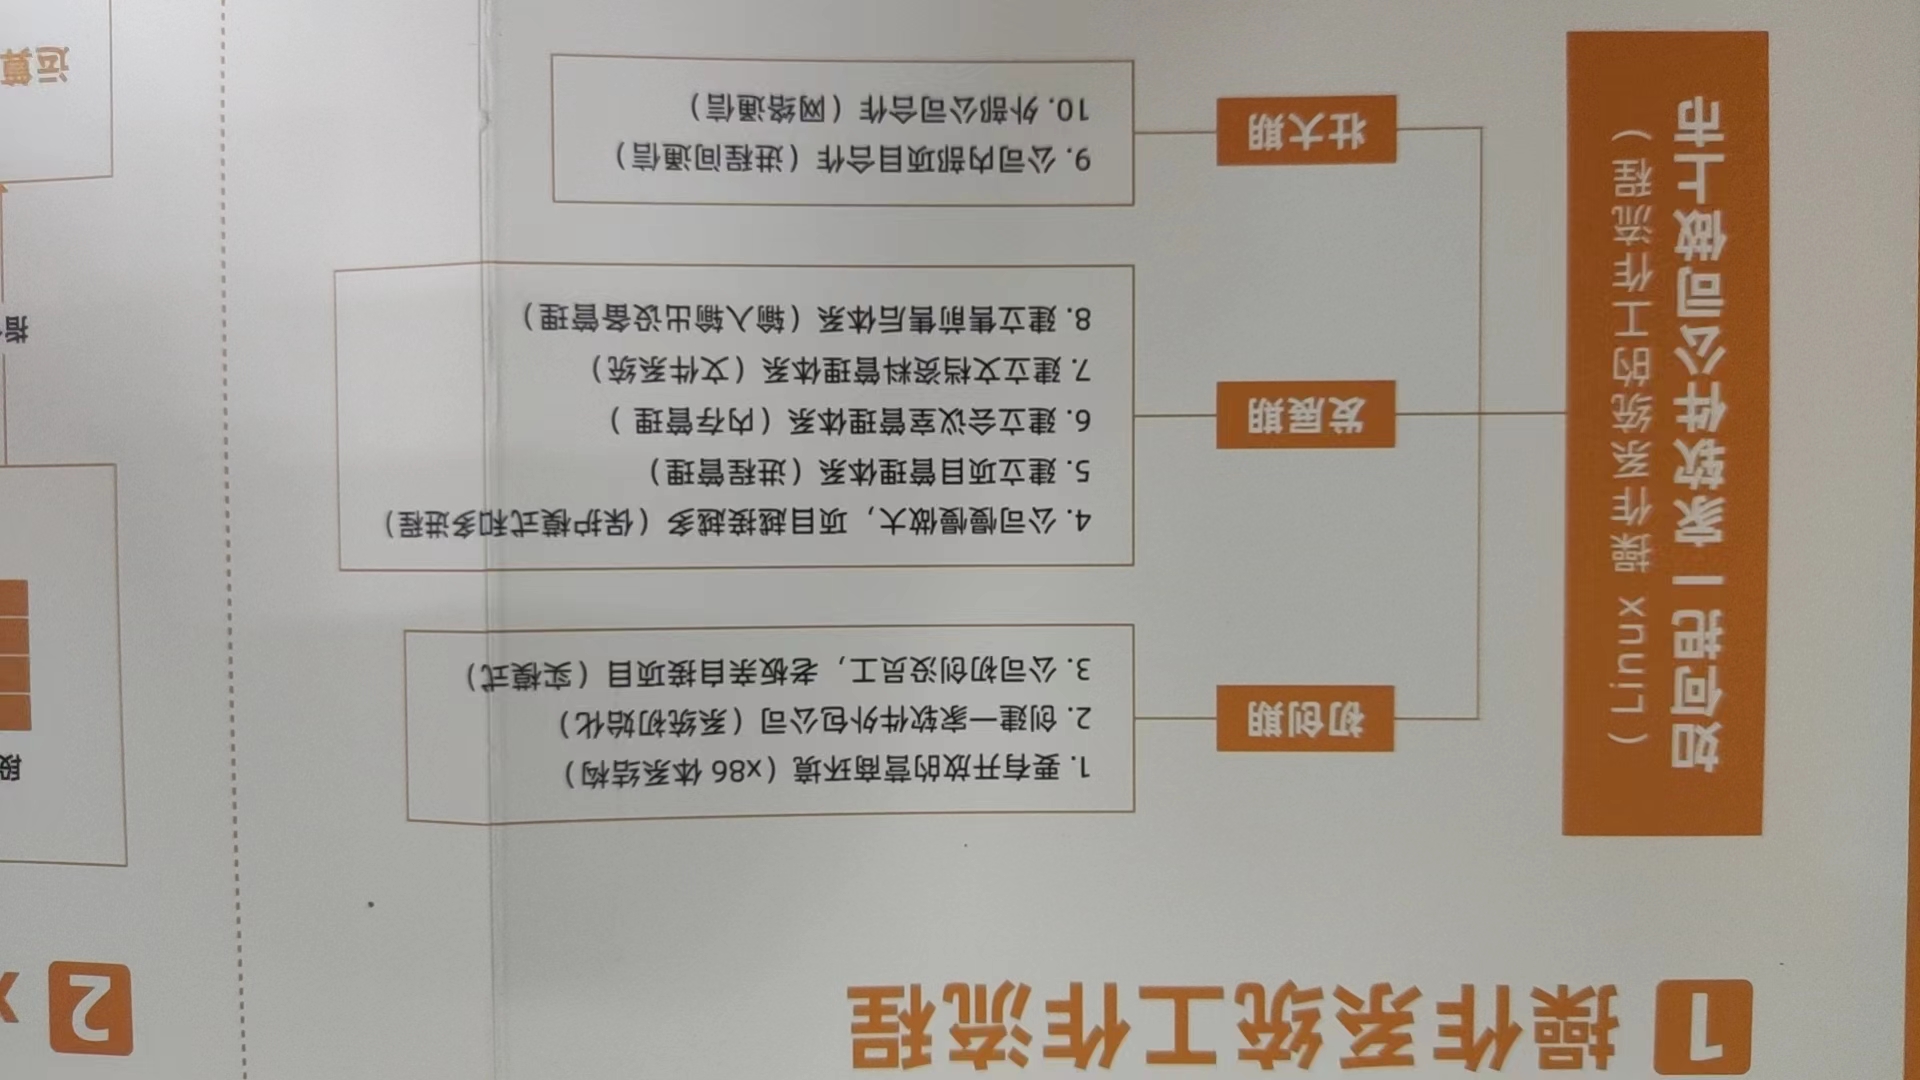 1 操作系统工作流程
如何把一家软件公司做上市
（Linux 操作系统的工作流程）
初创期
1. 要有开放的营商环境（x86 体系结构）
2. 创建一家软件外包公司（系统初始化）
3. 公司初创没员工，老板亲自接项目（实模式）
发展期
4. 公司慢慢做大，项目越接越多（保护模式和多进程）
5. 建立项目管理体系（进程管理）
6. 建立会议室管理体系（内存管理 ）
7. 建立文档资料管理体系（文件系统）
8. 建立售前售后体系（输入输出设备管理）
壮大期
9. 公司内部项目合作（进程间通信）
10. 外部公司合作（网络通信）
2
段
指
运算